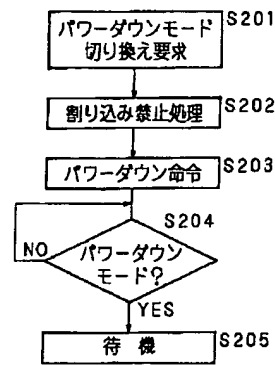 パワーダウンモード
切り換え要求
S201
割り込み禁止処理
S202
パワーダウン命令
S203
パワーダウン
モード?
S204
NO
YES
待機
S205